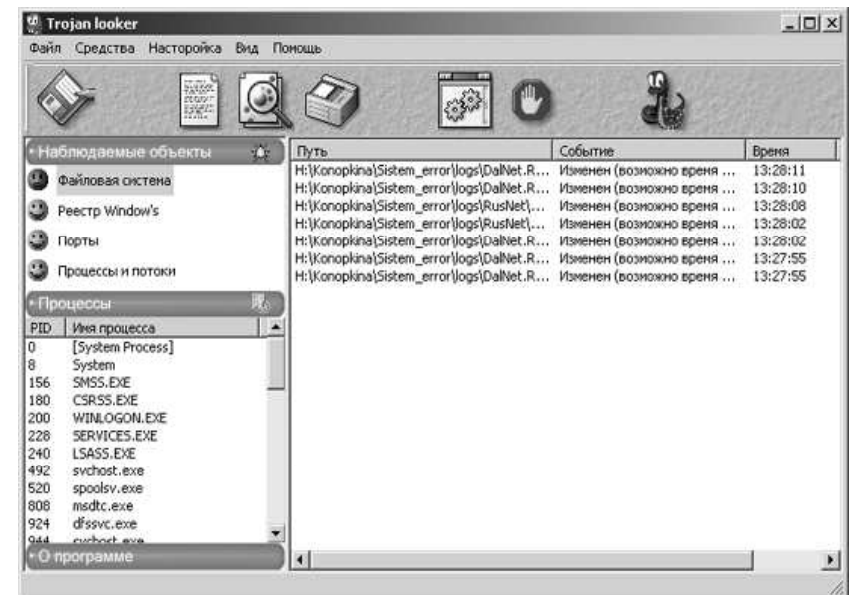 Trojan looker
Файл Средства Насторойка Вид Помощь
Наблюдаемые объекты
Файловая система
Реестр Window's
Порты
Процессы и потоки
Процессы
PID Имя процесса
0 [System Process]
8 System
156 SMSS.EXE
180 CSRSS.EXE
200 WINLOGON.EXE
228 SERVICES.EXE
240 LSASS.EXE
492 svchost.exe
520 spoolsv.exe
808 msdtc.exe
924 dfssvc.exe
944 svchost.exe
О программе
Путь Событие Время
H:\Konopkina\Sistem_error\logs\DalNet.R... Изменен (возможно время ... 13:28:11
H:\Konopkina\Sistem_error\logs\DalNet.R... Изменен (возможно время ... 13:28:10
H:\Konopkina\Sistem_error\logs\RusNet\... Изменен (возможно время ... 13:28:08
H:\Konopkina\Sistem_error\logs\RusNet\... Изменен (возможно время ... 13:28:02
H:\Konopkina\Sistem_error\logs\DalNet.R... Изменен (возможно время ... 13:28:02
H:\Konopkina\Sistem_error\logs\DalNet.R... Изменен (возможно время ... 13:27:55
H:\Konopkina\Sistem_error\logs\DalNet.R... Изменен (возможно время ... 13:27:55